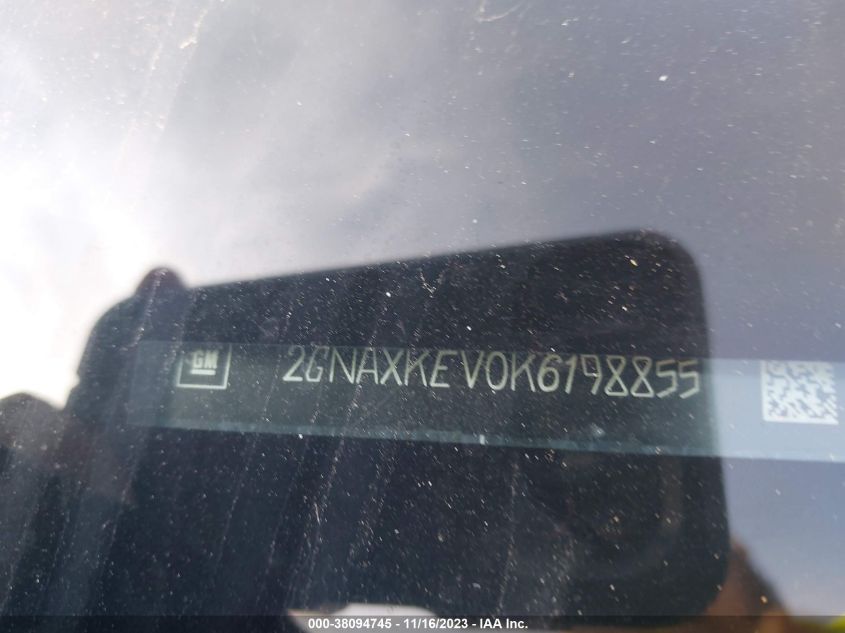 GM 2GNAXKEV0K6198855
000-38094745 - 11/16/2023 - IAA Inc.